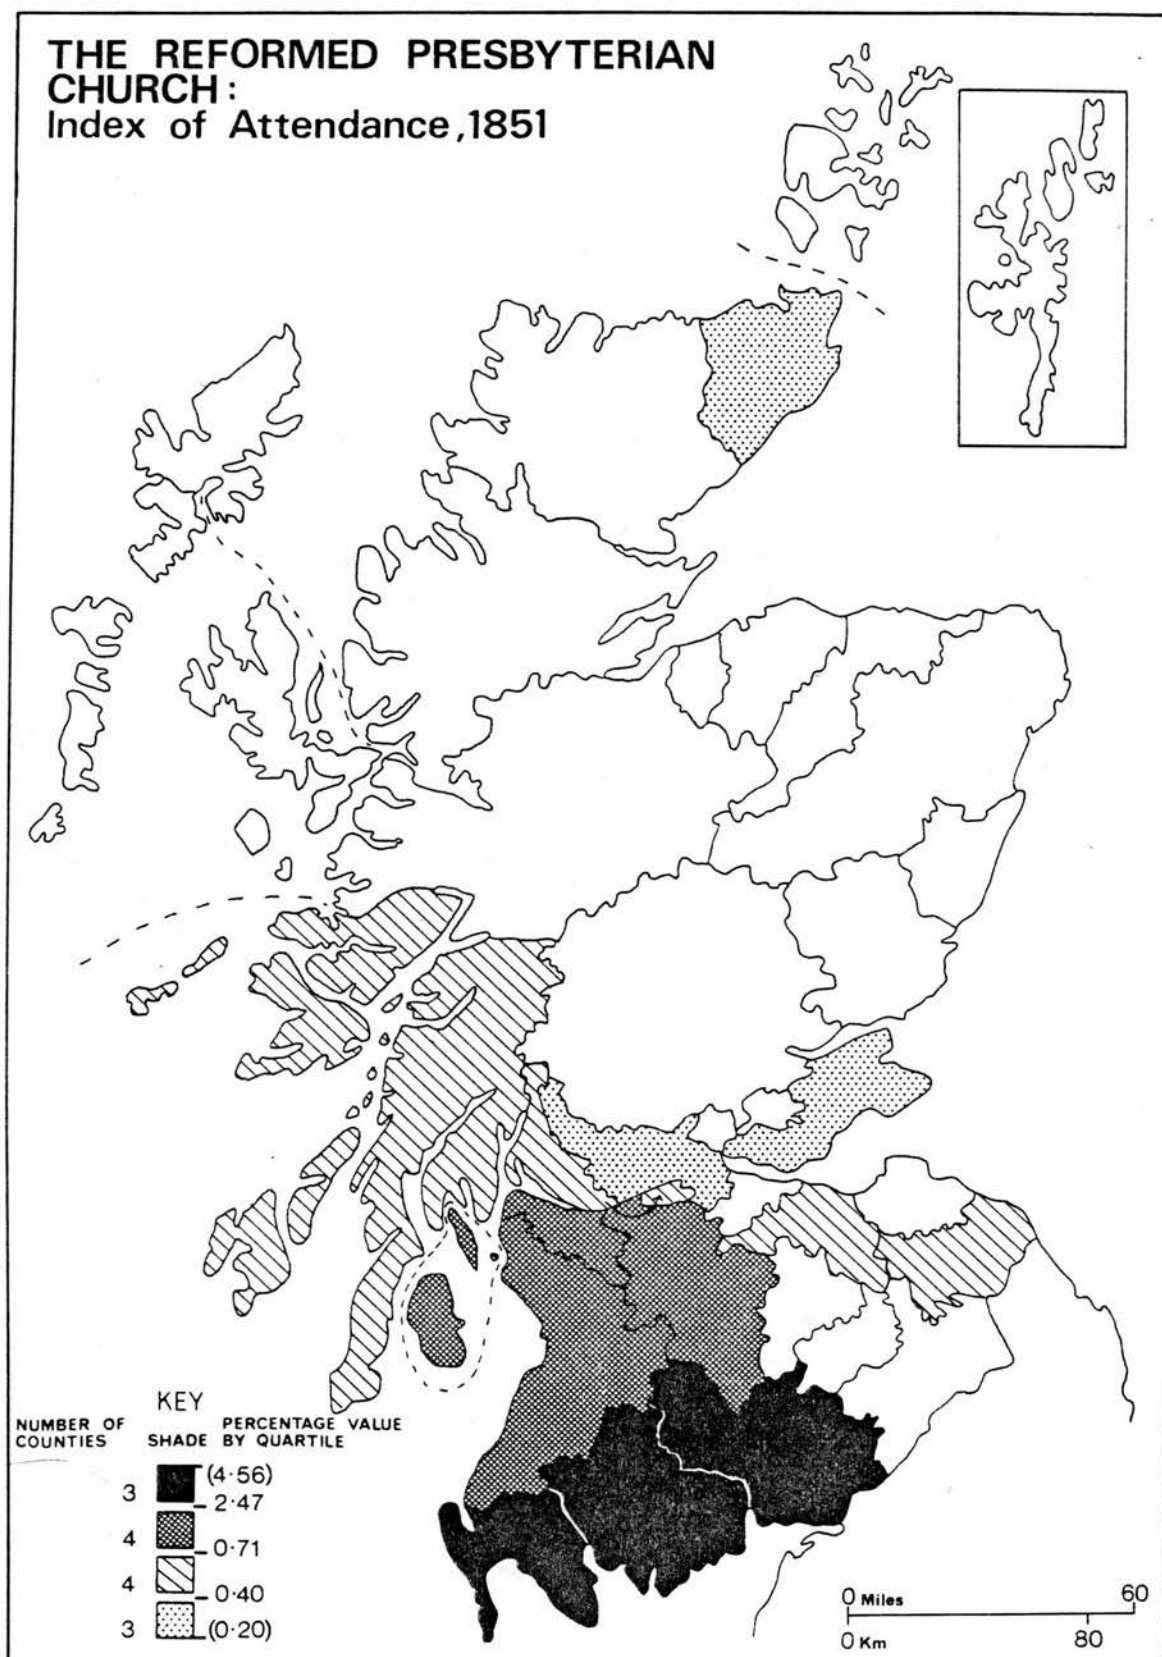 THE REFORMED PRESBYTERIAN
CHURCH:
Index of Attendance, 1851
KEY
NUMBER OF COUNTIES SHADE PERCENTAGE VALUE BY QUARTILE
3 (4·56)
2·47
4
0·71
4
0·40
3 (0·20)
0 Miles 60
0 Km 80